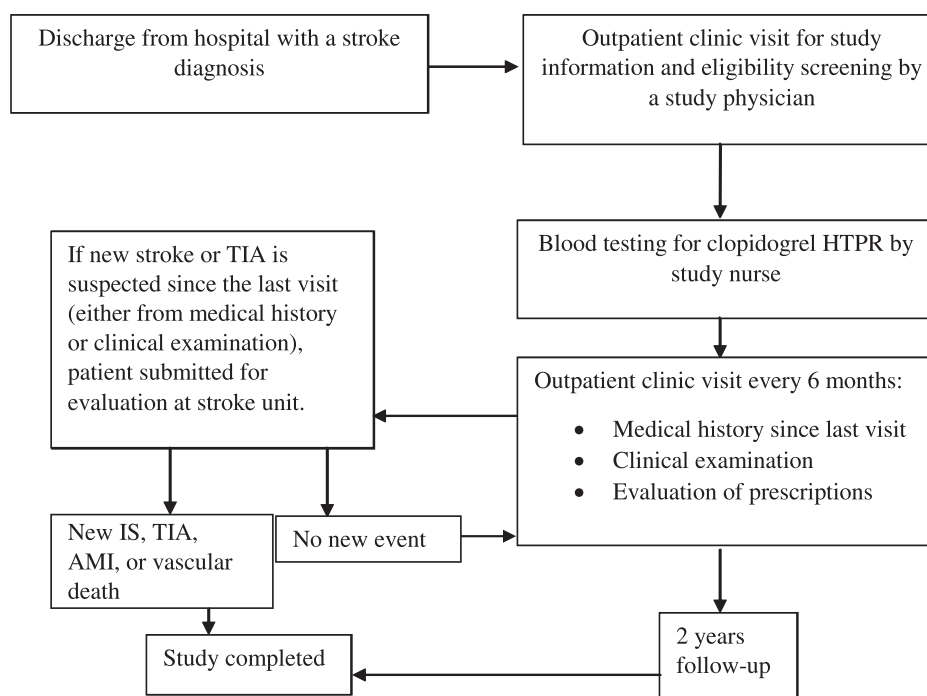 Discharge from hospital with a stroke
diagnosis
Outpatient clinic visit for study
information and eligibility screening by
a study physician
Blood testing for clopidogrel HTPR by
study nurse
If new stroke or TIA is
suspected since the last visit
(either from medical history
or clinical examination),
patient submitted for
evaluation at stroke unit.
Outpatient clinic visit every 6 months:
• Medical history since last visit
• Clinical examination
• Evaluation of prescriptions
New IS, TIA,
AMI, or vascular
death
No new event
2 years
follow-up
Study completed